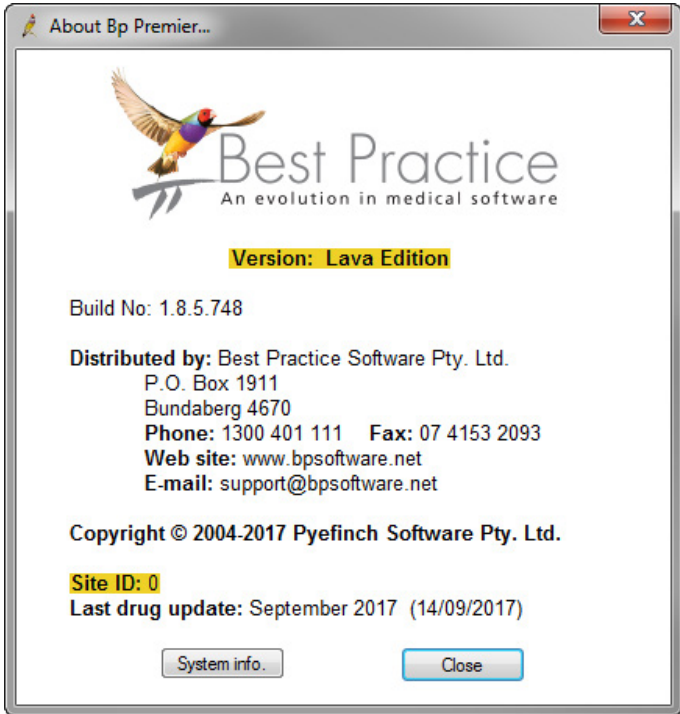 About Bp Premier...
Best Practice
An evolution in medical software
Version: Lava Edition
Build No: 1.8.5.748
Distributed by: Best Practice Software Pty. Ltd.
P.O. Box 1911
Bundaberg 4670
Phone: 1300 401 111 Fax: 07 4153 2093
Web site: www.bpsoftware.net
E-mail: support@bpsoftware.net
Copyright © 2004-2017 Pyefinch Software Pty. Ltd.
Site ID: 0
Last drug update: September 2017 (14/09/2017)
System info. Close